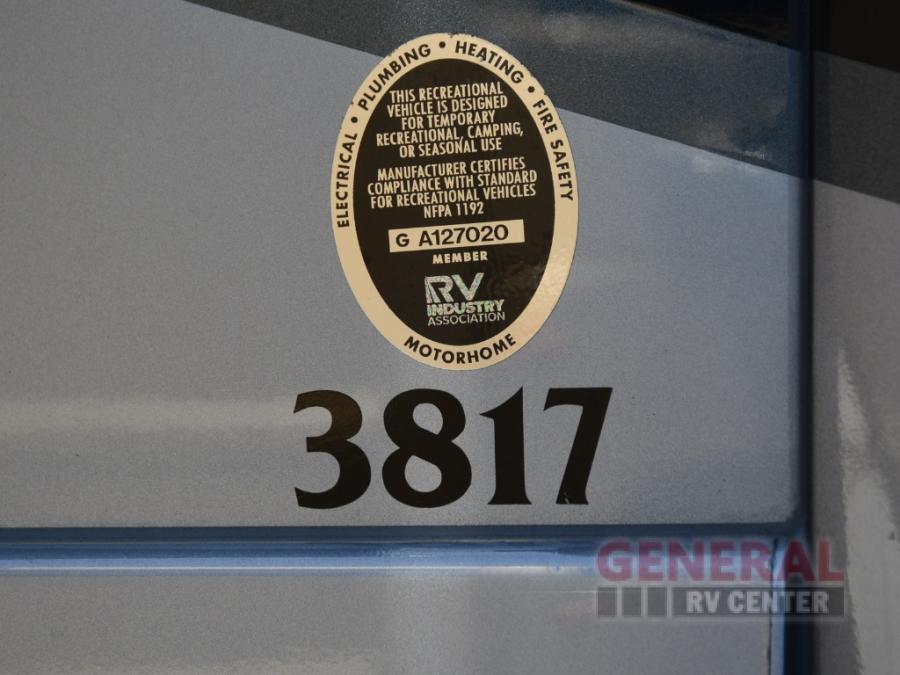 ELECTRICAL • PLUMBING • HEATING • FIRE SAFETY
THIS RECREATIONAL
VEHICLE IS DESIGNED
FOR TEMPORARY
RECREATIONAL, CAMPING,
OR SEASONAL USE
MANUFACTURER CERTIFIES
COMPLIANCE WITH STANDARD
FOR RECREATIONAL VEHICLES
NFPA 1192
G A127020
MEMBER
RV
INDUSTRY
ASSOCIATION
MOTORHOME
3817
GENERAL
RV CENTER